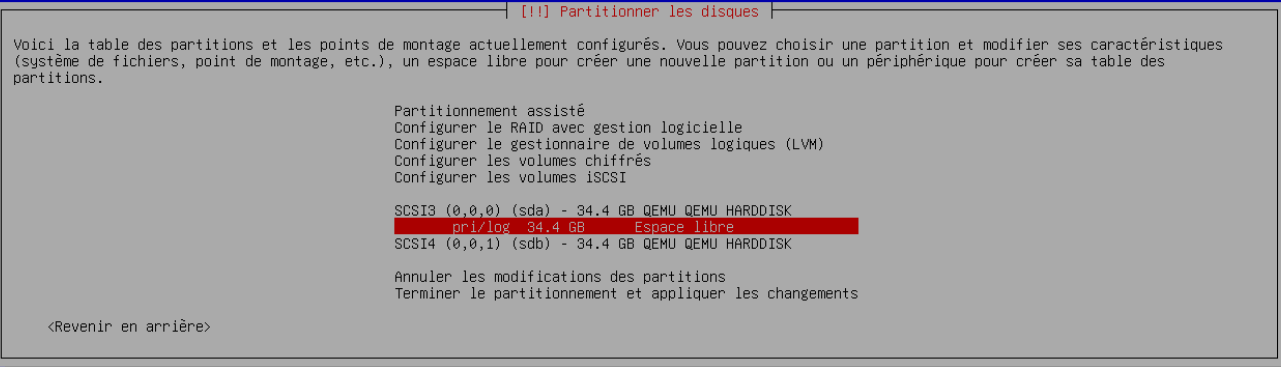 [!!] Partitionner les disques
Voici la table des partitions et les points de montage actuellement configurés. Vous pouvez choisir une partition et modifier ses caractéristiques
(système de fichiers, point de montage, etc.), un espace libre pour créer une nouvelle partition ou un périphérique pour créer sa table des
partitions.
Partitionnement assisté
Configurer le RAID avec gestion logicielle
Configurer le gestionnaire de volumes logiques (LVM)
Configurer les volumes chiffrés
Configurer les volumes iSCSI
SCSI3 (0,0,0) (sda) - 34.4 GB QEMU QEMU HARDDISK
pri/log 34.4 GB Espace libre
SCSI4 (0,0,1) (sdb) - 34.4 GB QEMU QEMU HARDDISK
Annuler les modifications des partitions
Terminer le partitionnement et appliquer les changements
<Revenir en arrière>